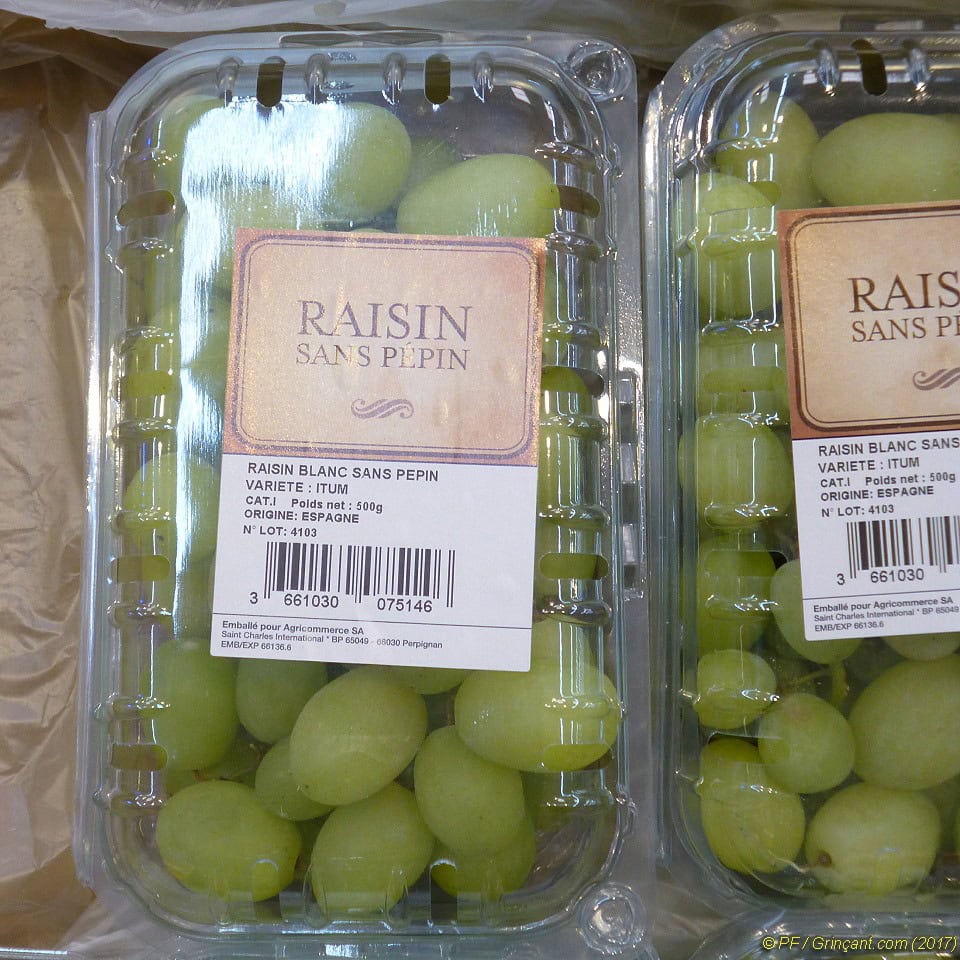 RAISIN
SANS PÉPIN
RAISIN BLANC SANS PEPIN
VARIETE : ITUM
CAT.I Poids net : 500g
ORIGINE: ESPAGNE
N° LOT: 4103
3 661030 075146
Emballé pour Agricommerce SA
Saint Charles International * BP 65049 - 66030 Perpignan
EMB/EXP 66136.6
RAIS
SANS PÉ
RAISIN BLANC SANS
VARIETE : ITUM
CAT.I Poids net : 500g
ORIGINE: ESPAGNE
N° LOT: 4103
3 661030
Emballé pour Agricommerce SA
Saint Charles International * BP 65049
EMB/EXP 66136.6
© PF / Grinçant.com (2017)